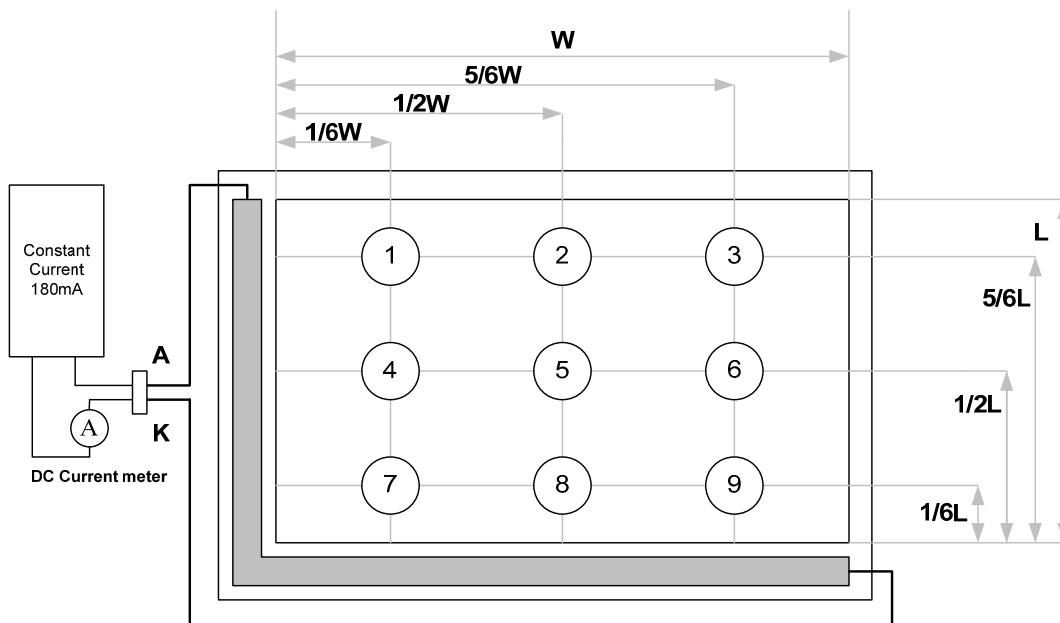 W
5/6W
1/2W
1/6W
Constant
Current
180mA
A
K
A
DC Current meter
1 2 3
4 5 6
7 8 9
L
5/6L
1/2L
1/6L